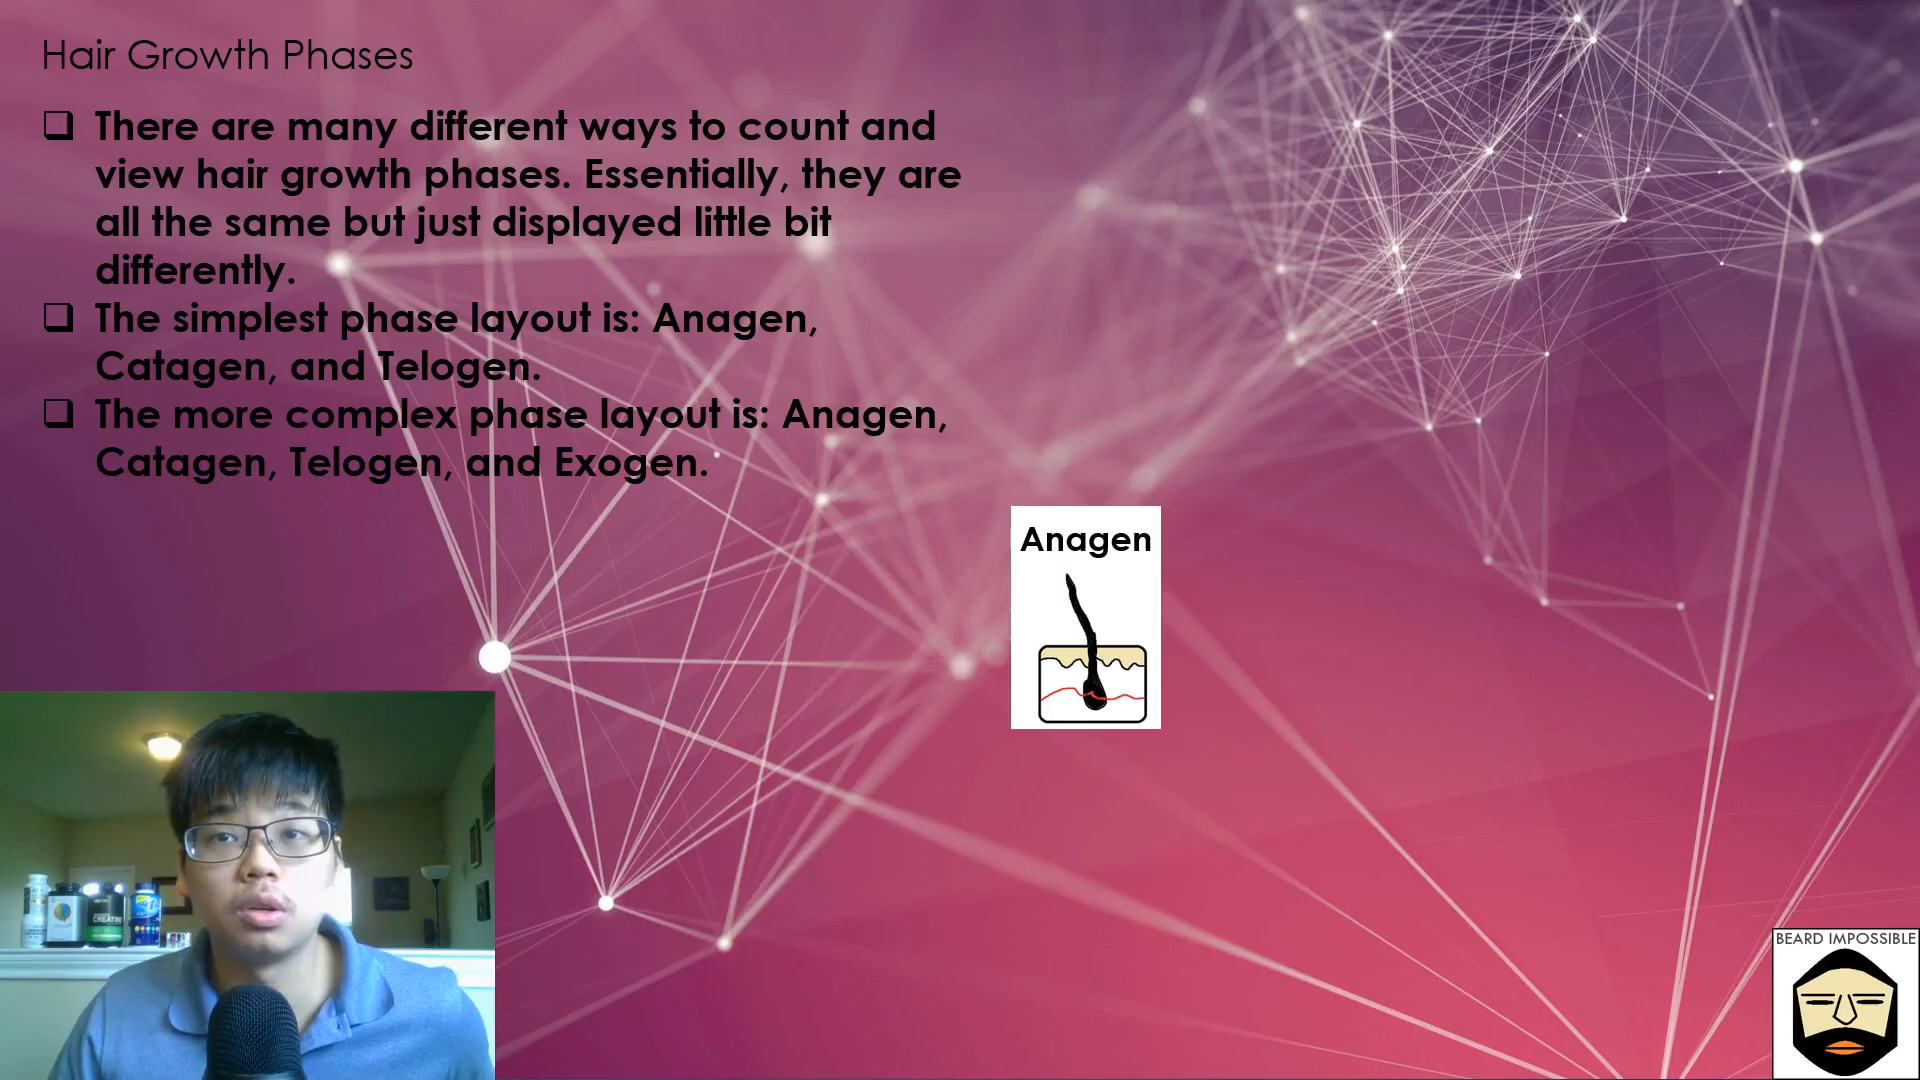 Hair Growth Phases
❑ There are many different ways to count and
view hair growth phases. Essentially, they are
all the same but just displayed little bit
differently.
❑ The simplest phase layout is: Anagen,
Catagen, and Telogen.
❑ The more complex phase layout is: Anagen,
Catagen, Telogen, and Exogen.
Anagen
CREATINE
BEARD IMPOSSIBLE